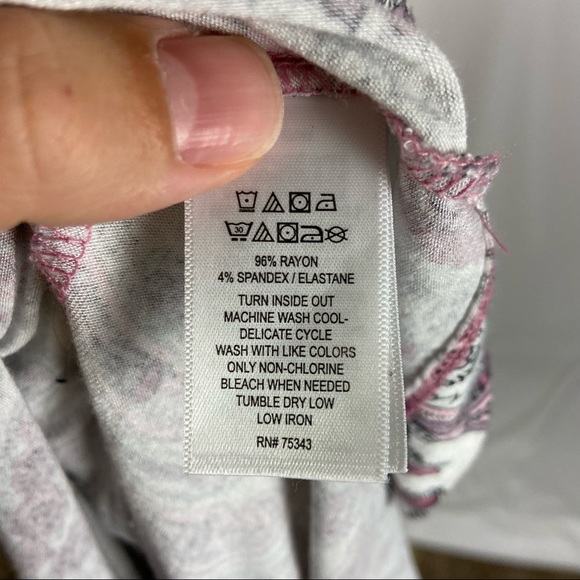 30
96% RAYON
4% SPANDEX / ELASTANE
TURN INSIDE OUT
MACHINE WASH COOL-
DELICATE CYCLE
WASH WITH LIKE COLORS
ONLY NON-CHLORINE
BLEACH WHEN NEEDED
TUMBLE DRY LOW
LOW IRON
RN# 75343